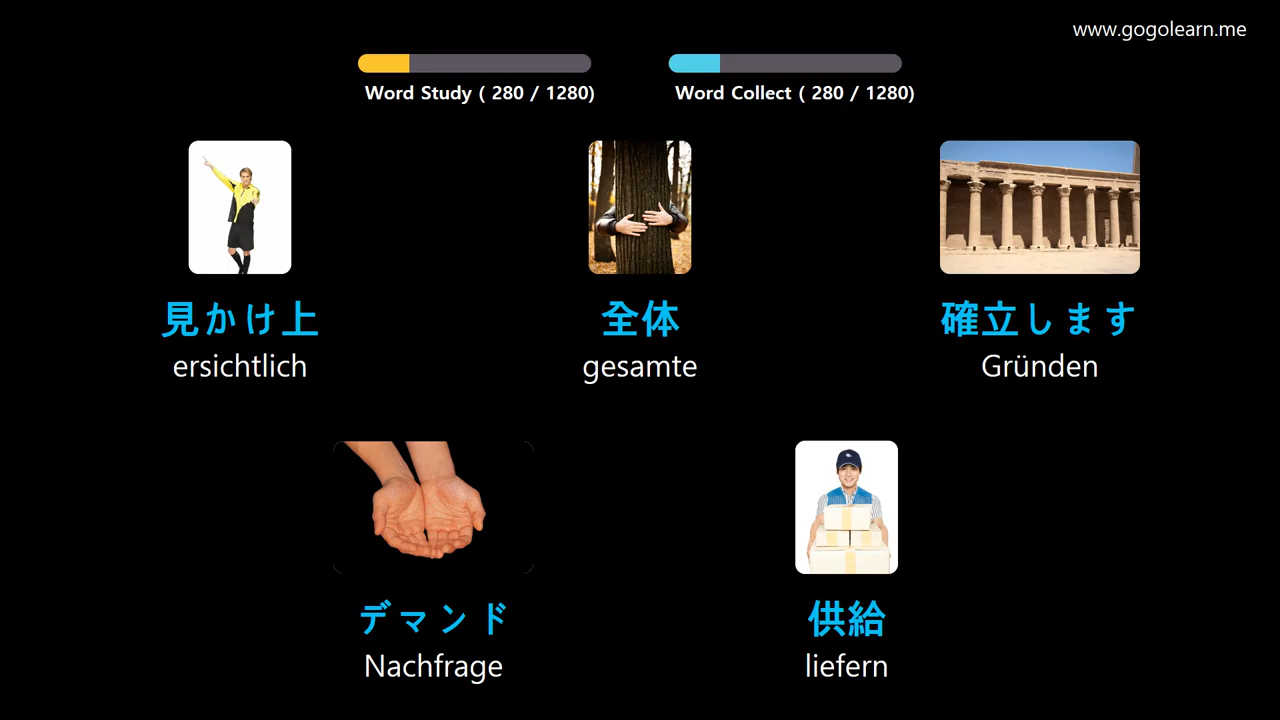 www.gogolearn.me
Word Study ( 280 / 1280)
Word Collect ( 280 / 1280)
見かけ上
ersichtlich
全体
gesamte
確立します
Gründen
デマンド
Nachfrage
供給
liefern